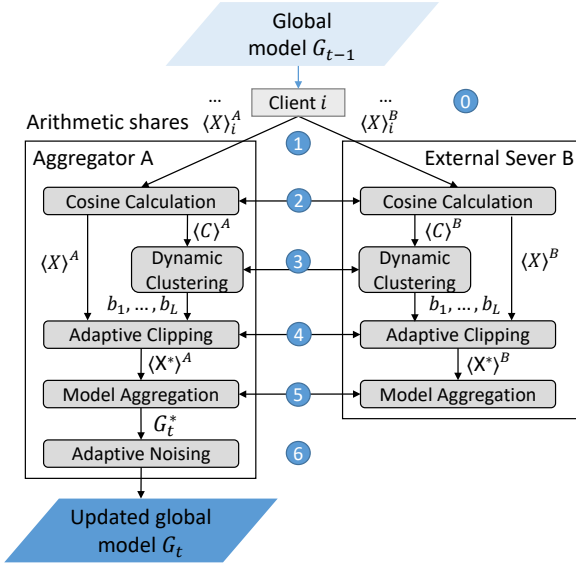 Global
model G_{t−1}
Client i
0
...
⟨X⟩_i^A
...
⟨X⟩_i^B
Arithmetic shares
1
Aggregator A
External Sever B
Cosine Calculation
2
Cosine Calculation
⟨C⟩^A
⟨C⟩^B
⟨X⟩^A
Dynamic
Clustering
3
Dynamic
Clustering
⟨X⟩^B
b_1, … , b_L
b_1, … , b_L
Adaptive Clipping
4
Adaptive Clipping
⟨X*⟩^A
⟨X*⟩^B
Model Aggregation
5
Model Aggregation
G_t^*
Adaptive Noising
6
Updated global
model G_t